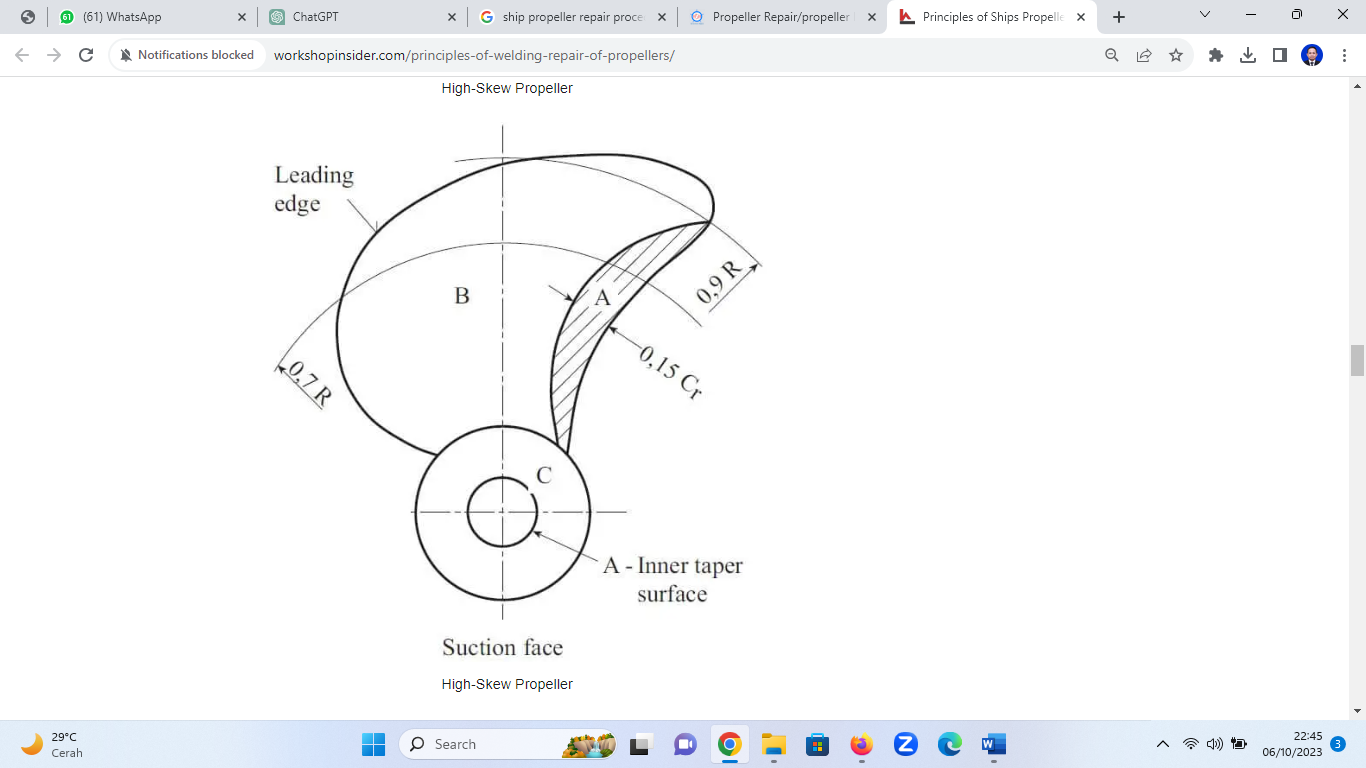 (61) WhatsApp
ChatGPT
ship propeller repair proce
Propeller Repair/propeller
Principles of Ships Propelle
Notifications blocked
workshopinsider.com/principles-of-welding-repair-of-propellers/
High-Skew Propeller
Leading
edge
B
A
0,9 R
0,7 R
0,15 Cr
C
A - Inner taper
surface
Suction face
High-Skew Propeller
29°C
Cerah
Search
22:45
06/10/2023
3